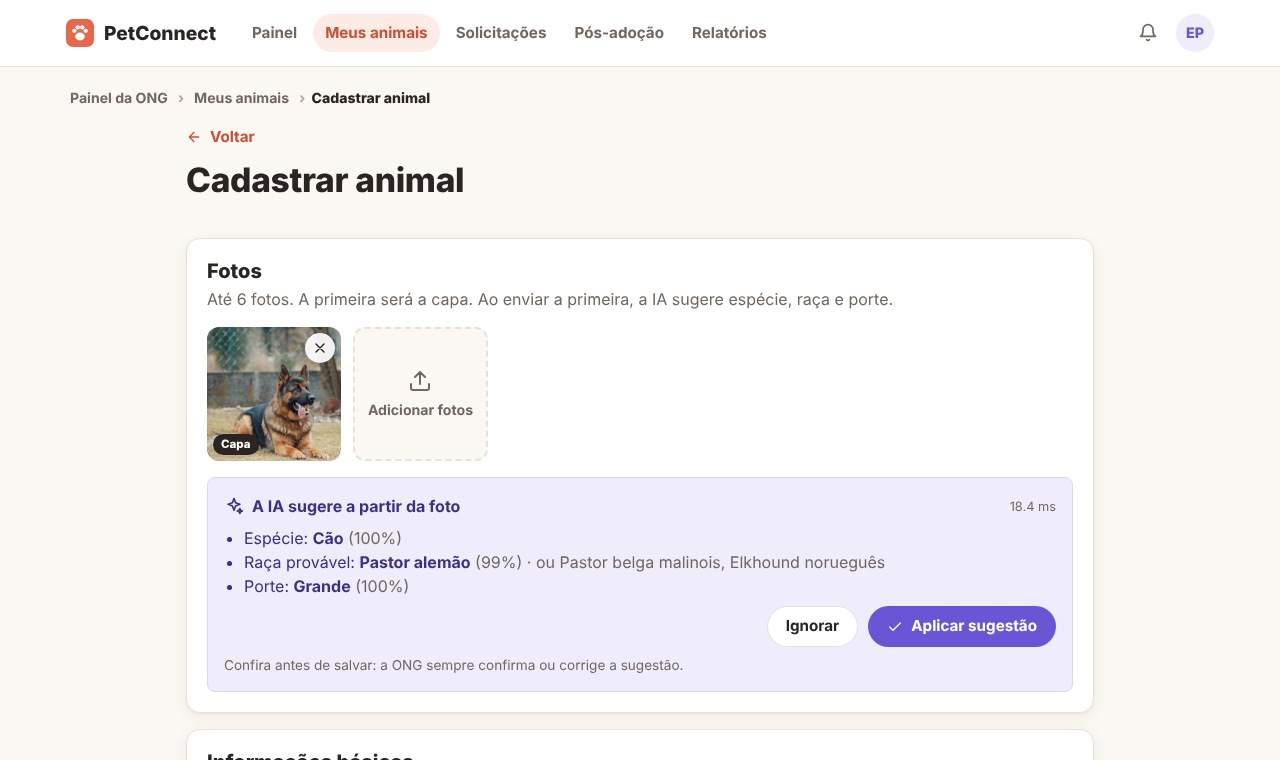 PetConnect
Painel
Meus animais
Solicitações
Pós-adoção
Relatórios
EP
Painel da ONG › Meus animais › Cadastrar animal
Voltar
Cadastrar animal
Fotos
Até 6 fotos. A primeira será a capa. Ao enviar a primeira, a IA sugere espécie, raça e porte.
Capa
Adicionar fotos
A IA sugere a partir da foto
18.4 ms
• Espécie: Cão (100%)
• Raça provável: Pastor alemão (99%) · ou Pastor belga malinois, Elkhound norueguês
• Porte: Grande (100%)
Ignorar
Aplicar sugestão
Confira antes de salvar: a ONG sempre confirma ou corrige a sugestão.
Informações básicas